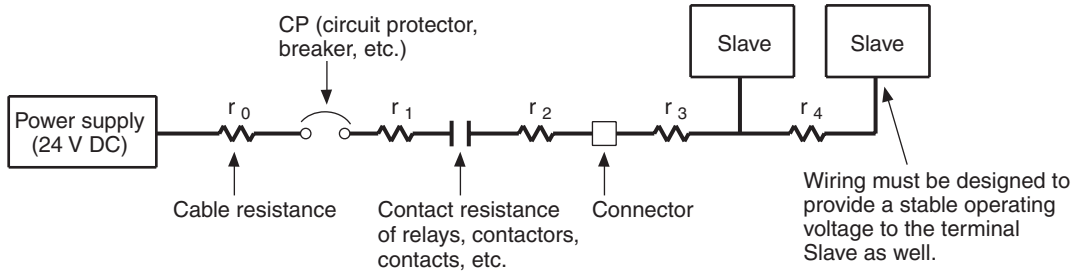 CP (circuit protector,
breaker, etc.)
Slave
Slave
Power supply
(24 V DC)
r 0
r 1
r 2
r 3
r 4
Cable resistance
Contact resistance
of relays, contactors,
contacts, etc.
Connector
Wiring must be designed to
provide a stable operating
voltage to the terminal
Slave as well.